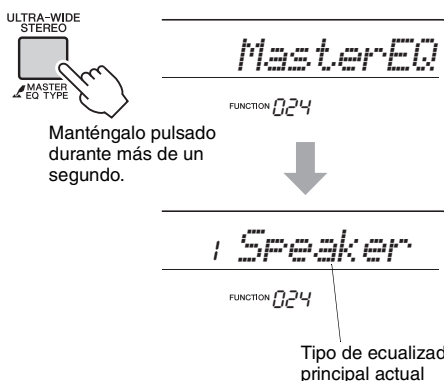 ULTRA-WIDE
STEREO
MasterEQ
MASTER
EQ TYPE
FUNCTION 024
Manténgalo pulsado
durante más de un
segundo.
1 Speaker
FUNCTION 024
Tipo de ecualizad
principal actual